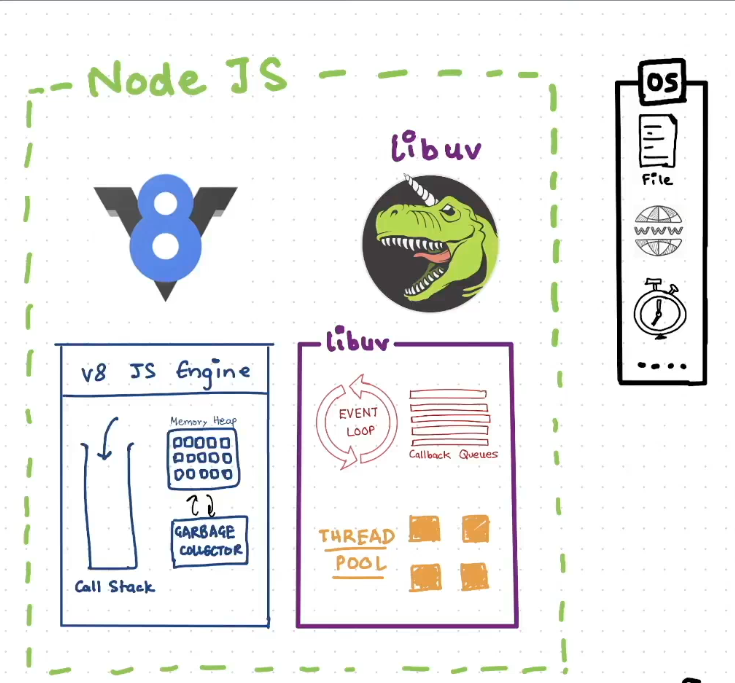 Node JS
OS
libuv
V8
File
www
libuv
V8 JS Engine
EVENT
LOOP
Memory Heap
Callback Queues
GARBAGE
COLLECTOR
THREAD
POOL
Call Stack